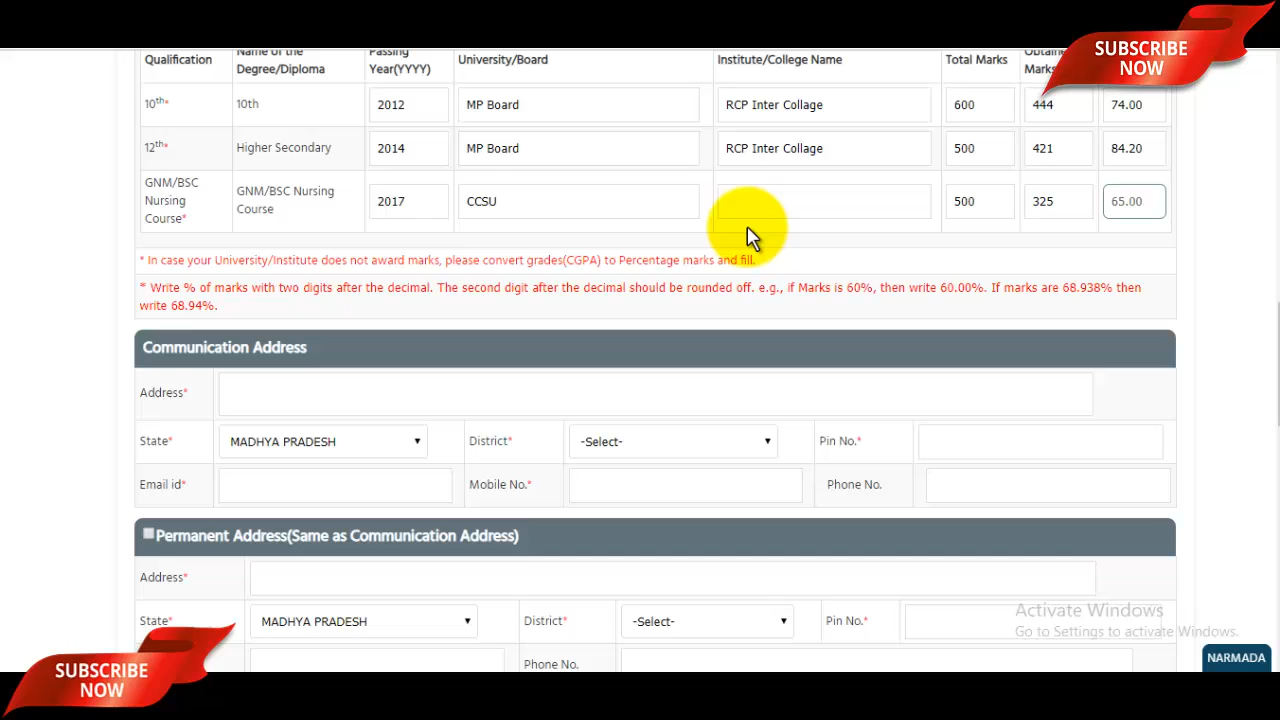 SUBSCRIBE
NOW
Qualification
Name of the
Degree/Diploma
Passing
Year(YYYY)
University/Board
Institute/College Name
Total Marks
Obtained
Marks
10th*
10th
2012
MP Board
RCP Inter Collage
600
444
74.00
12th*
Higher Secondary
2014
MP Board
RCP Inter Collage
500
421
84.20
GNM/BSC
Nursing
Course*
GNM/BSC Nursing
Course
2017
CCSU
500
325
65.00
* In case your University/Institute does not award marks, please convert grades(CGPA) to Percentage marks and fill.
* Write % of marks with two digits after the decimal. The second digit after the decimal should be rounded off. e.g., if Marks is 60%, then write 60.00%. If marks are 68.938% then
write 68.94%.
Communication Address
Address*
State*
MADHYA PRADESH
District*
-Select-
Pin No.*
Email id*
Mobile No.*
Phone No.
Permanent Address(Same as Communication Address)
Address*
State*
MADHYA PRADESH
District*
-Select-
Pin No.*
Phone No.
Activate Windows
Go to Settings to activate Windows.
NARMADA
SUBSCRIBE
NOW